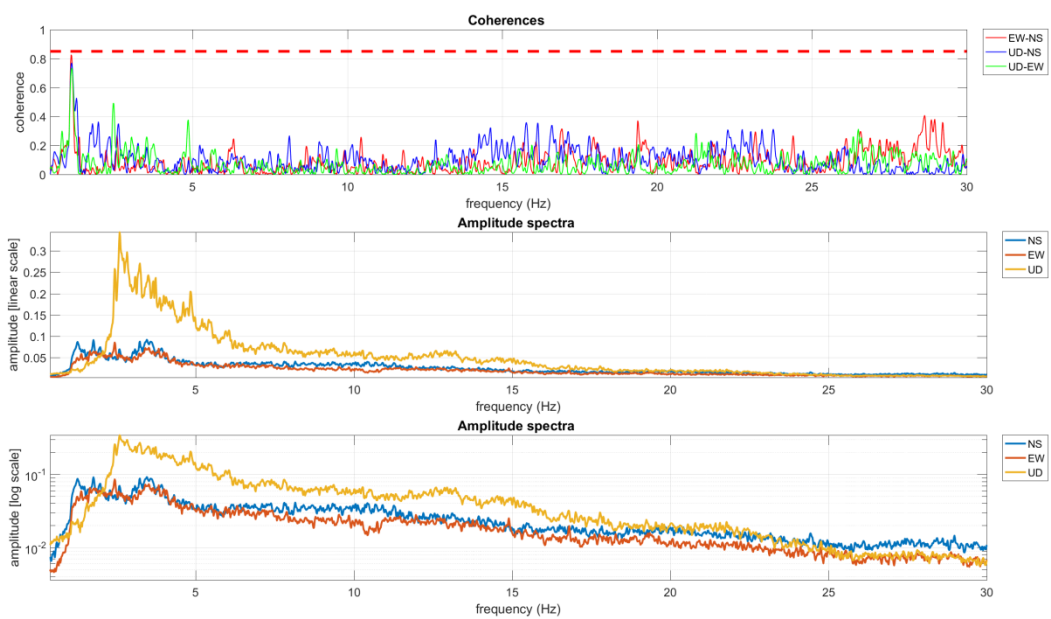 Coherences
1
0.8
0.6
0.4
0.2
0
coherence
5
10
15
20
25
30
frequency (Hz)
EW-NS
UD-NS
UD-EW
Amplitude spectra
0.3
0.25
0.2
0.15
0.1
0.05
amplitude [linear scale]
5
10
15
20
25
30
frequency (Hz)
NS
EW
UD
Amplitude spectra
10⁻¹
10⁻²
amplitude [log scale]
5
10
15
20
25
30
frequency (Hz)
NS
EW
UD